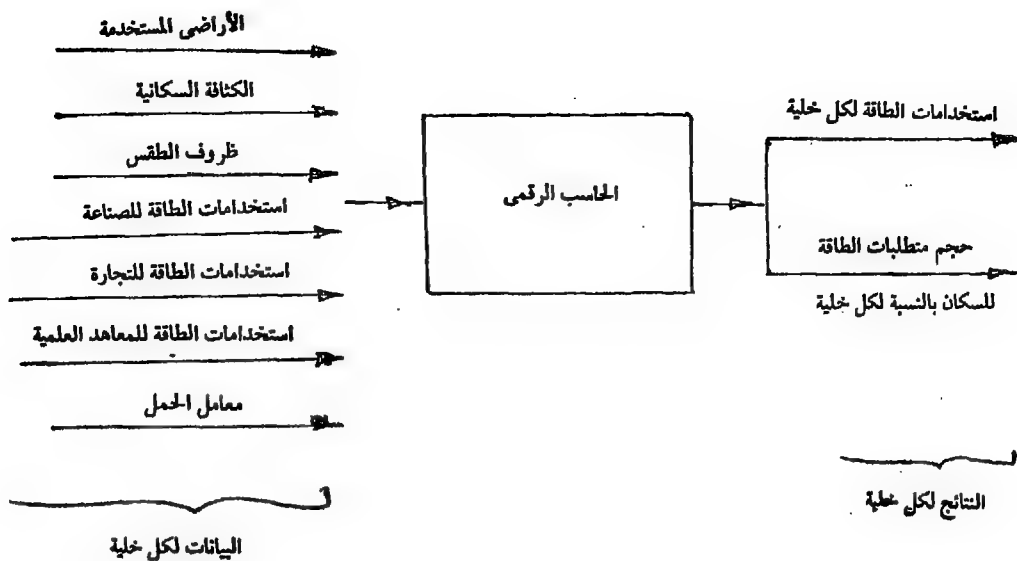 الأراضى المستخدمة
الكثافة السكانية
ظروف الطقس
استخدامات الطاقة للصناعة
استخدامات الطاقة للتجارة
استخدامات الطاقة للمعاهد العلمية
معامل الحمل
البيانات لكل خلية
الحاسب الرقمى
استخدامات الطاقة لكل خلية
حجم متطلبات الطاقة
للسكان بالنسبة لكل خلية
النتائج لكل خلية